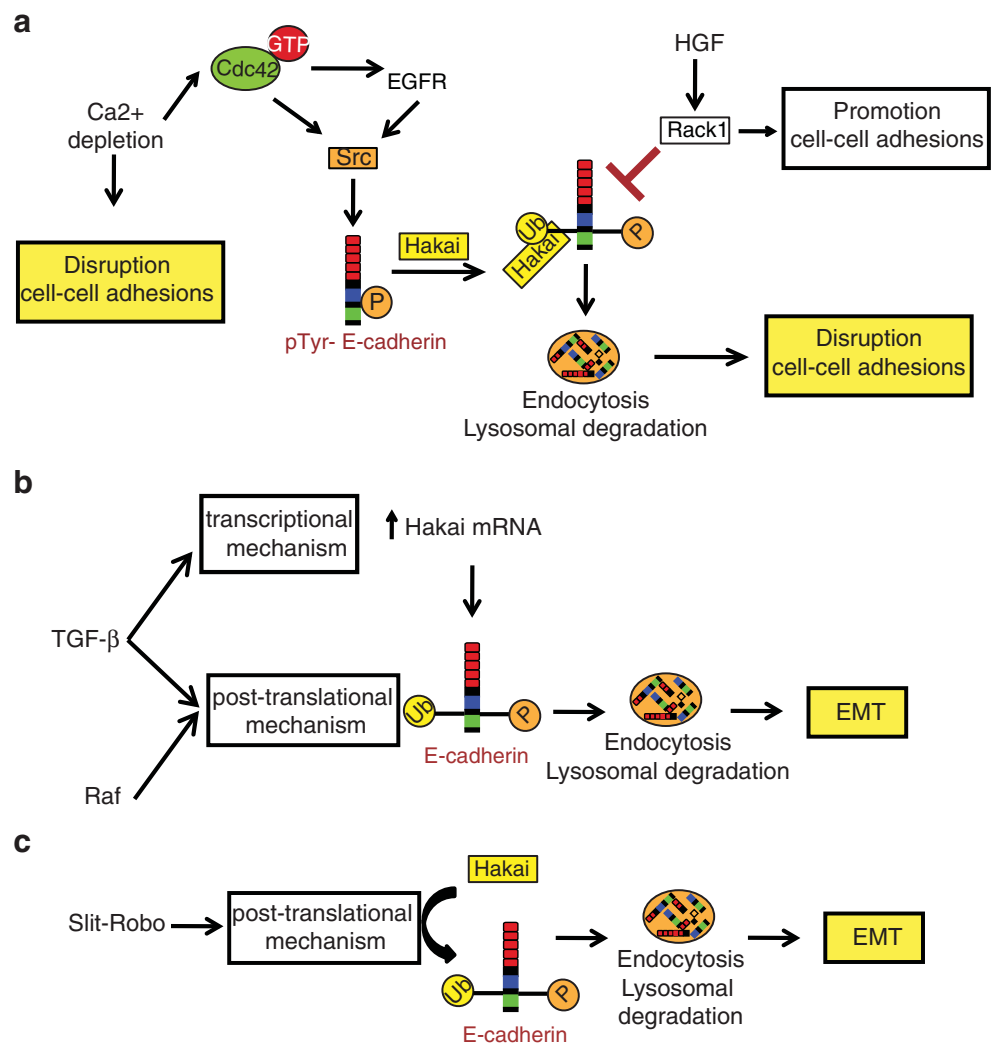 a
GTP
Cdc42
EGFR
HGF
Ca2+
depletion
Rack1
Promotion
cell-cell adhesions
Src
Disruption
cell-cell adhesions
Hakai
Ub
Hakai
P
P
pTyr- E-cadherin
Disruption
cell-cell adhesions
Endocytosis
Lysosomal degradation
b
transcriptional
mechanism
Hakai mRNA
TGF-β
post-translational
mechanism
Ub
P
E-cadherin
Endocytosis
Lysosomal degradation
EMT
Raf
c
Hakai
Slit-Robo
post-translational
mechanism
Ub
P
E-cadherin
Endocytosis
Lysosomal
degradation
EMT